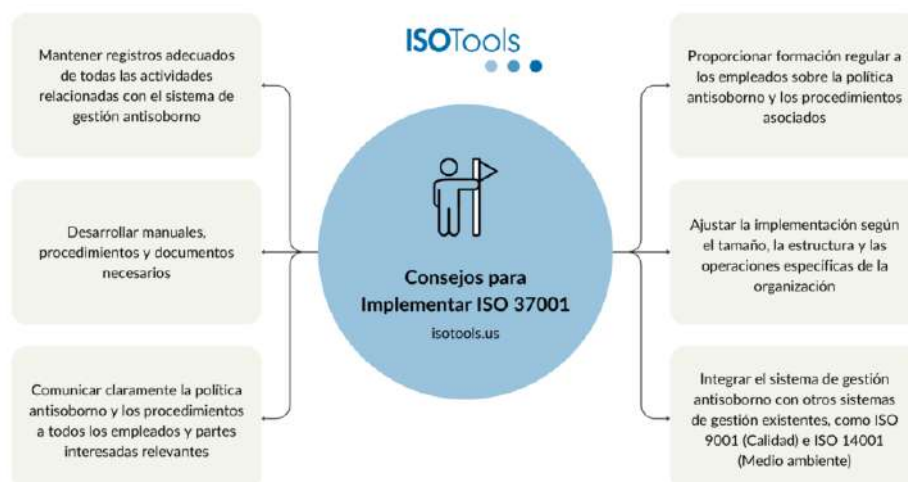 ISOTools
Mantener registros adecuados
de todas las actividades
relacionadas con el sistema de
gestión antisoborno
Desarrollar manuales,
procedimientos y documentos
necesarios
Comunicar claramente la política
antisoborno y los procedimientos
a todos los empleados y partes
interesadas relevantes
Consejos para
Implementar ISO 37001
isotools.us
Proporcionar formación regular a
los empleados sobre la política
antisoborno y los procedimientos
asociados
Ajustar la implementación según
el tamaño, la estructura y las
operaciones específicas de la
organización
Integrar el sistema de gestión
antisoborno con otros sistemas
de gestión existentes, como ISO
9001 (Calidad) e ISO 14001
(Medio ambiente)